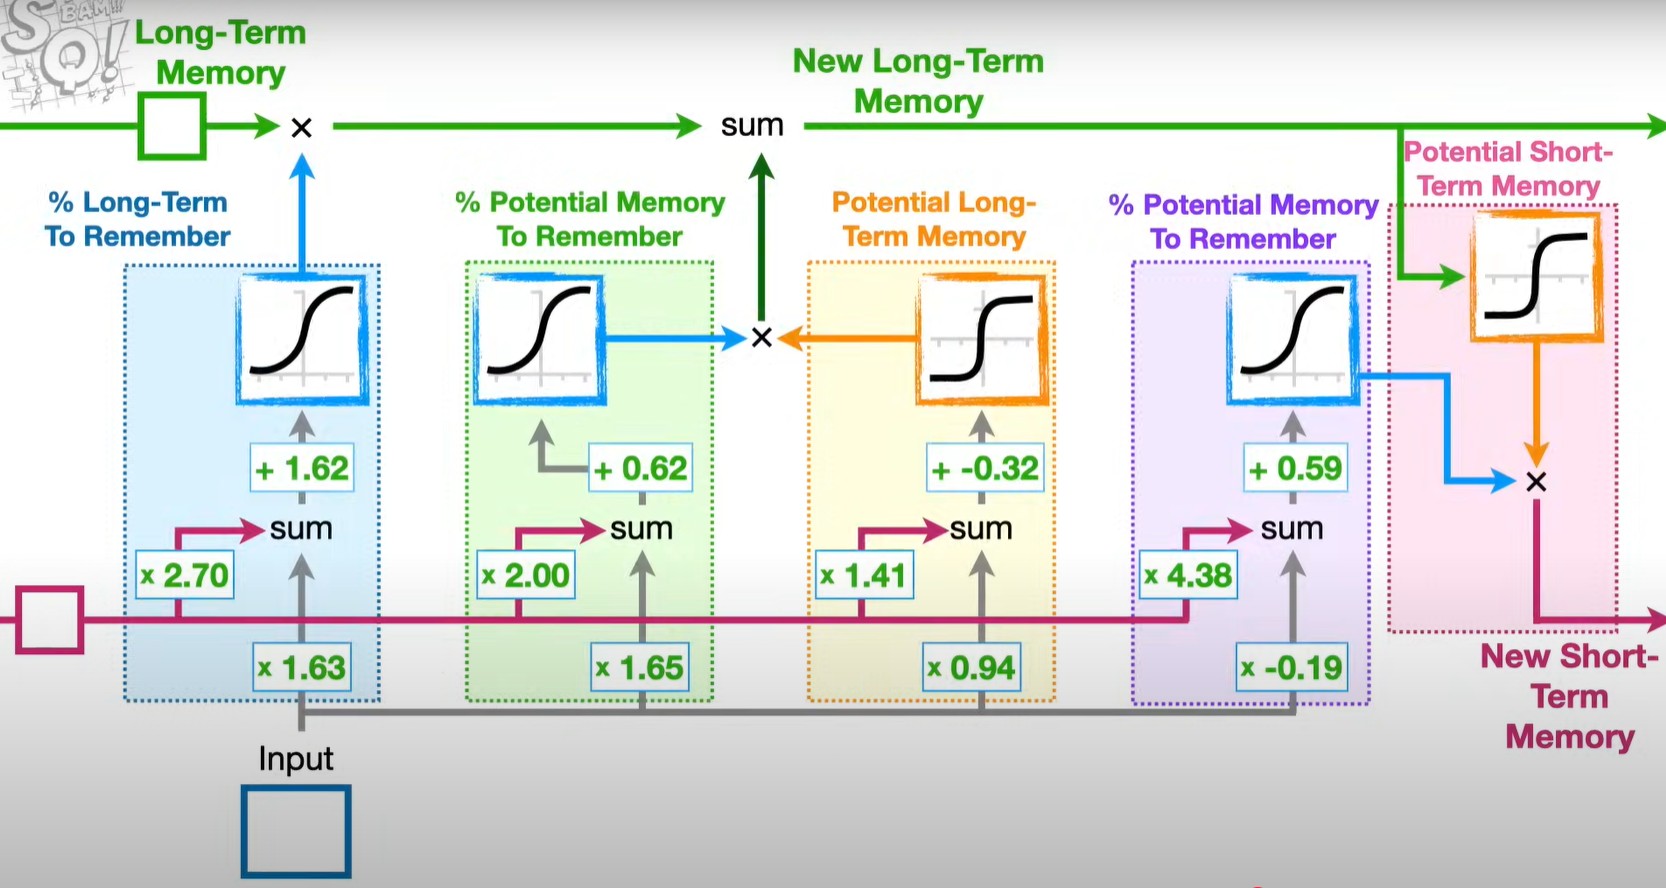 S BAM!!!
Q!
Long-Term
Memory
New Long-Term
Memory
×
sum
Potential Short-
Term Memory
% Long-Term
To Remember
% Potential Memory
To Remember
Potential Long-
Term Memory
% Potential Memory
To Remember
×
+ 1.62
+ 0.62
+ -0.32
+ 0.59
×
sum
sum
sum
sum
x 2.70
x 2.00
x 1.41
x 4.38
x 1.63
x 1.65
x 0.94
x -0.19
New Short-
Term
Memory
Input